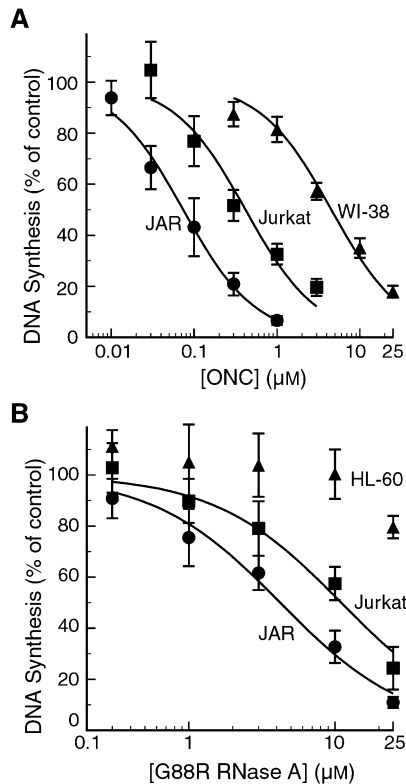 A
DNA Synthesis (% of control)
100
80
60
40
20
0
JAR
Jurkat
WI-38
0.01
0.1
1
10
25
[ONC] (µM)
B
DNA Synthesis (% of control)
100
80
60
40
20
0
HL-60
Jurkat
JAR
0.1
1
10
25
[G88R RNase A] (µM)